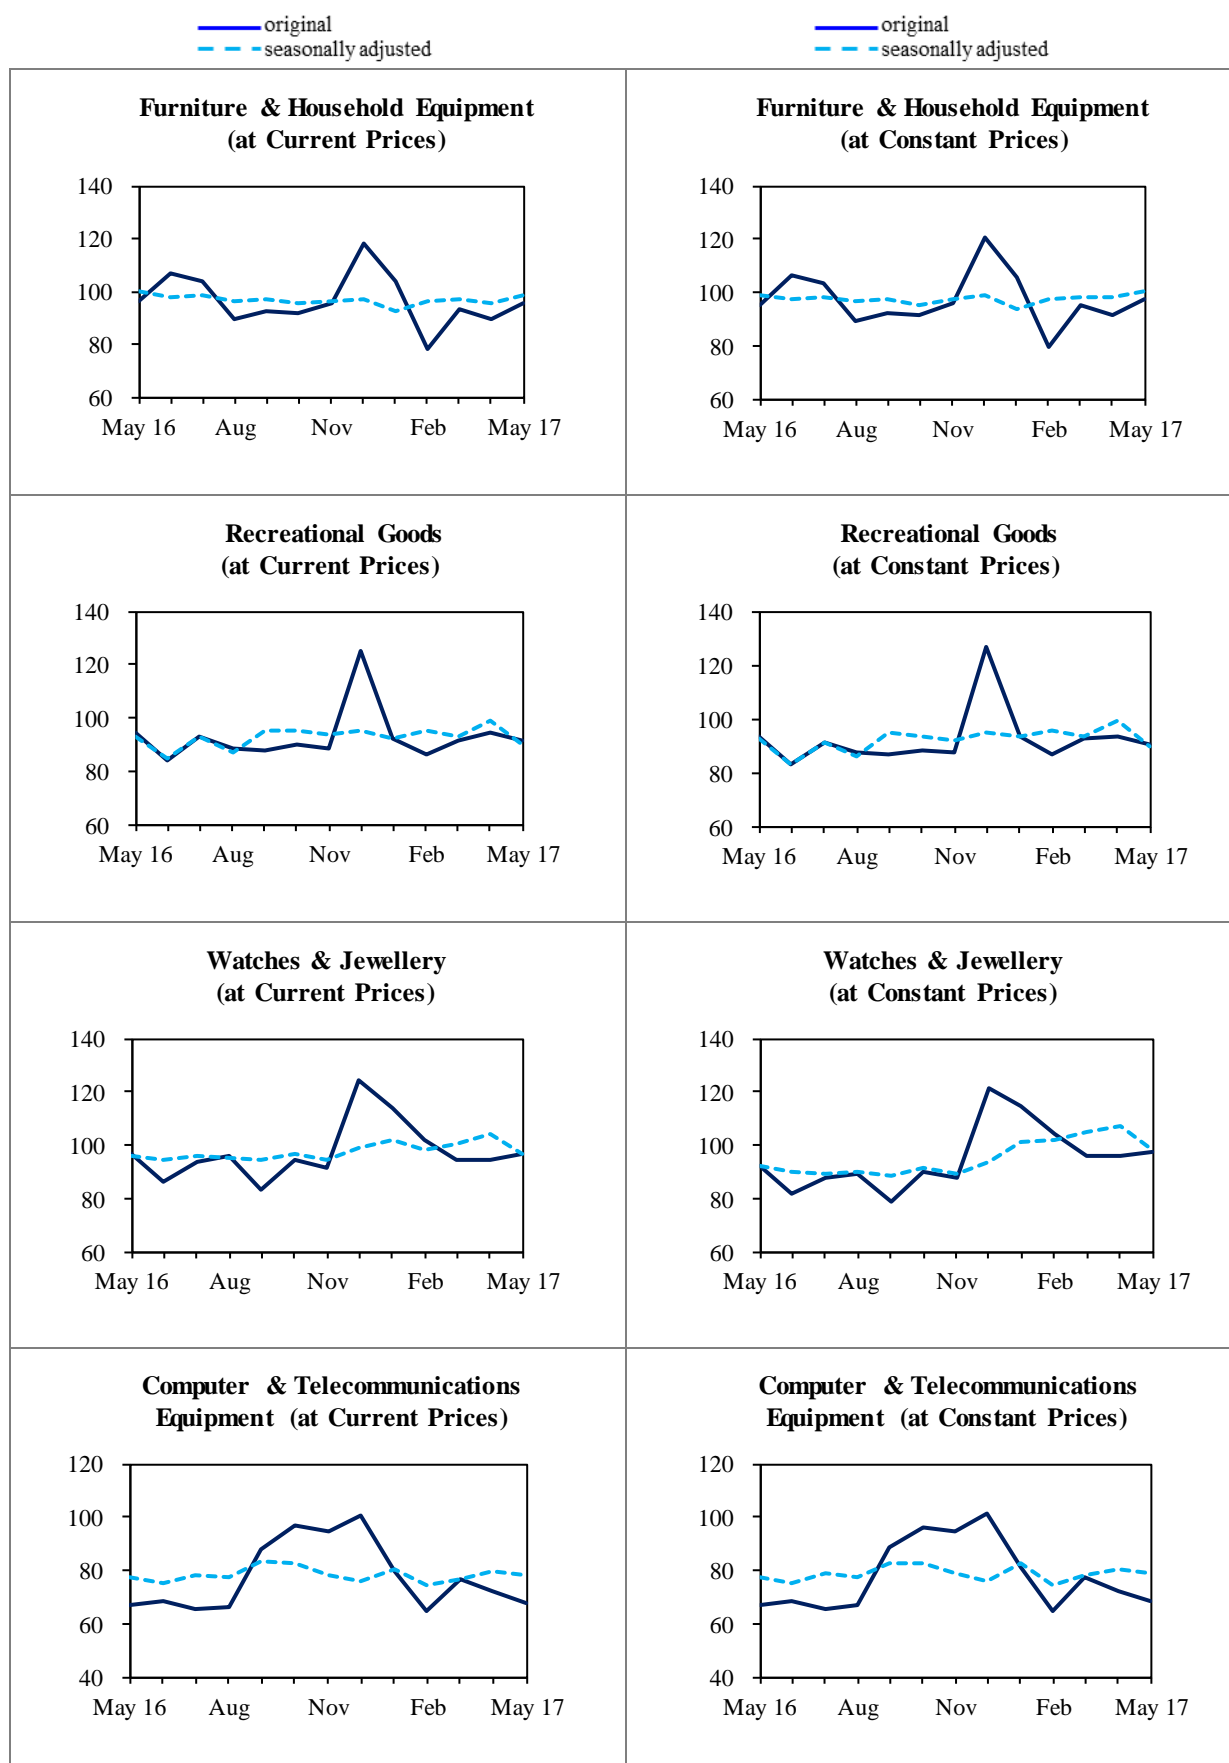 original
seasonally adjusted
original
seasonally adjusted
Furniture & Household Equipment
(at Current Prices)
140
120
100
80
60
May 16 Aug Nov Feb May 17
Furniture & Household Equipment
(at Constant Prices)
140
120
100
80
60
May 16 Aug Nov Feb May 17
Recreational Goods
(at Current Prices)
140
120
100
80
60
May 16 Aug Nov Feb May 17
Recreational Goods
(at Constant Prices)
140
120
100
80
60
May 16 Aug Nov Feb May 17
Watches & Jewellery
(at Current Prices)
140
120
100
80
60
May 16 Aug Nov Feb May 17
Watches & Jewellery
(at Constant Prices)
140
120
100
80
60
May 16 Aug Nov Feb May 17
Computer & Telecommunications
Equipment (at Current Prices)
120
100
80
60
40
May 16 Aug Nov Feb May 17
Computer & Telecommunications
Equipment (at Constant Prices)
120
100
80
60
40
May 16 Aug Nov Feb May 17